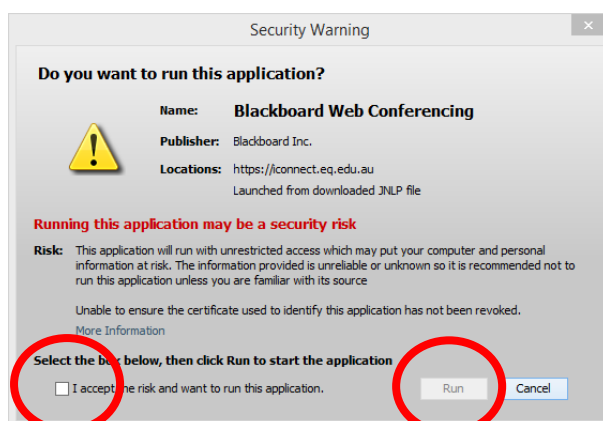 Security Warning
Do you want to run this application?
Name: Blackboard Web Conferencing
Publisher: Blackboard Inc.
Locations: https://iconnect.eq.edu.au
Launched from downloaded JNLP file
Running this application may be a security risk
Risk: This application will run with unrestricted access which may put your computer and personal
information at risk. The information provided is unreliable or unknown so it is recommended not to
run this application unless you are familiar with its source
Unable to ensure the certificate used to identify this application has not been revoked.
More Information
Select the box below, then click Run to start the application
I accept the risk and want to run this application.
Run Cancel